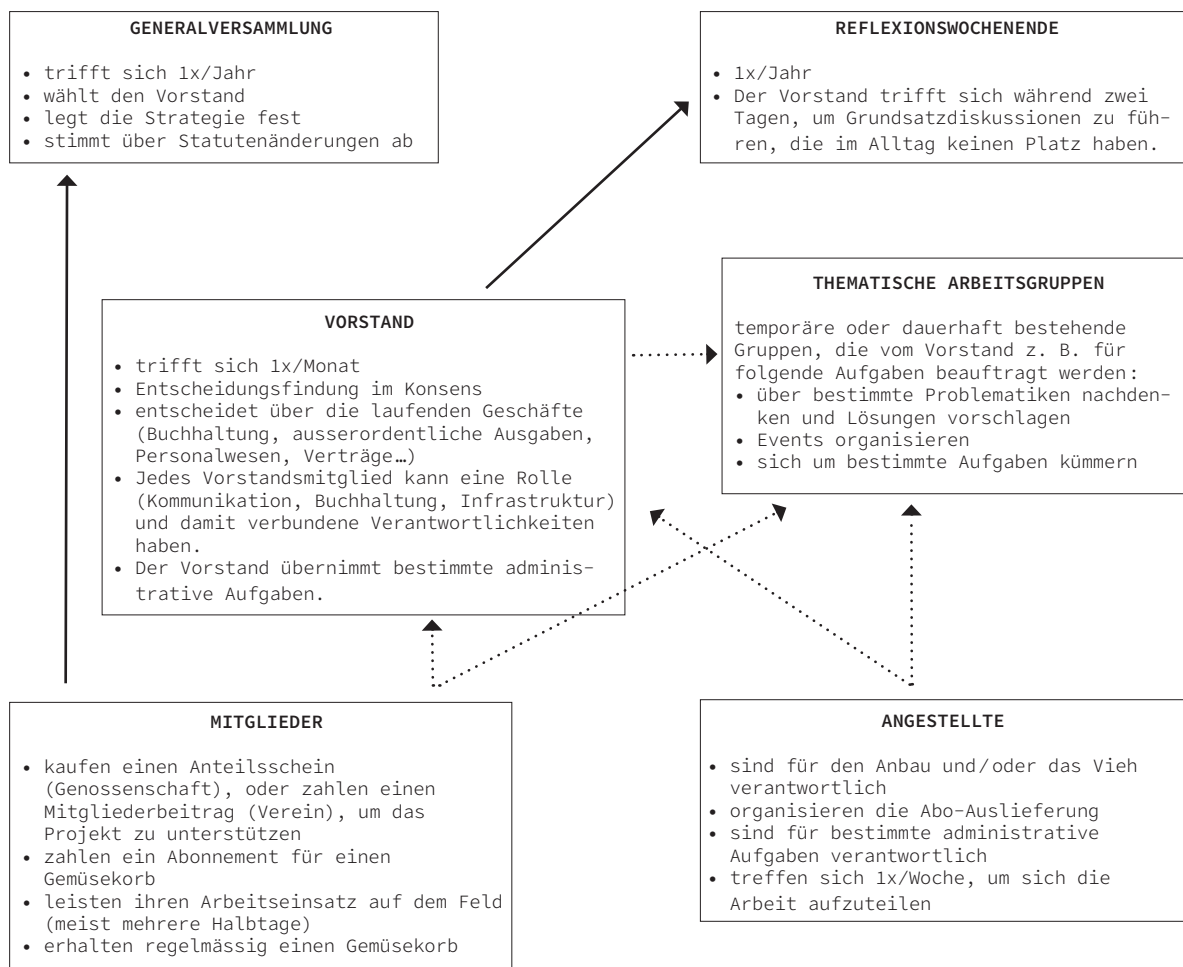 GENERALVERSAMMLUNG
• trifft sich 1x/Jahr
• wählt den Vorstand
• legt die Strategie fest
• stimmt über Statutenänderungen ab
REFLEXIONSWOCHENENDE
• 1x/Jahr
• Der Vorstand trifft sich während zwei
Tagen, um Grundsatzdiskussionen zu füh-
ren, die im Alltag keinen Platz haben.
VORSTAND
• trifft sich 1x/Monat
• Entscheidungsfindung im Konsens
• entscheidet über die laufenden Geschäfte
(Buchhaltung, ausserordentliche Ausgaben,
Personalwesen, Verträge…)
• Jedes Vorstandsmitglied kann eine Rolle
(Kommunikation, Buchhaltung, Infrastruktur)
und damit verbundene Verantwortlichkeiten
haben.
• Der Vorstand übernimmt bestimmte adminis-
trative Aufgaben.
THEMATISCHE ARBEITSGRUPPEN
temporäre oder dauerhaft bestehende
Gruppen, die vom Vorstand z. B. für
folgende Aufgaben beauftragt werden:
• über bestimmte Problematiken nachden-
ken und Lösungen vorschlagen
• Events organisieren
• sich um bestimmte Aufgaben kümmern
MITGLIEDER
• kaufen einen Anteilsschein
(Genossenschaft), oder zahlen einen
Mitgliederbeitrag (Verein), um das
Projekt zu unterstützen
• zahlen ein Abonnement für einen
Gemüsekorb
• leisten ihren Arbeitseinsatz auf dem Feld
(meist mehrere Halbtage)
• erhalten regelmässig einen Gemüsekorb
ANGESTELLTE
• sind für den Anbau und/oder das Vieh
verantwortlich
• organisieren die Abo-Auslieferung
• sind für bestimmte administrative
Aufgaben verantwortlich
• treffen sich 1x/Woche, um sich die
Arbeit aufzuteilen